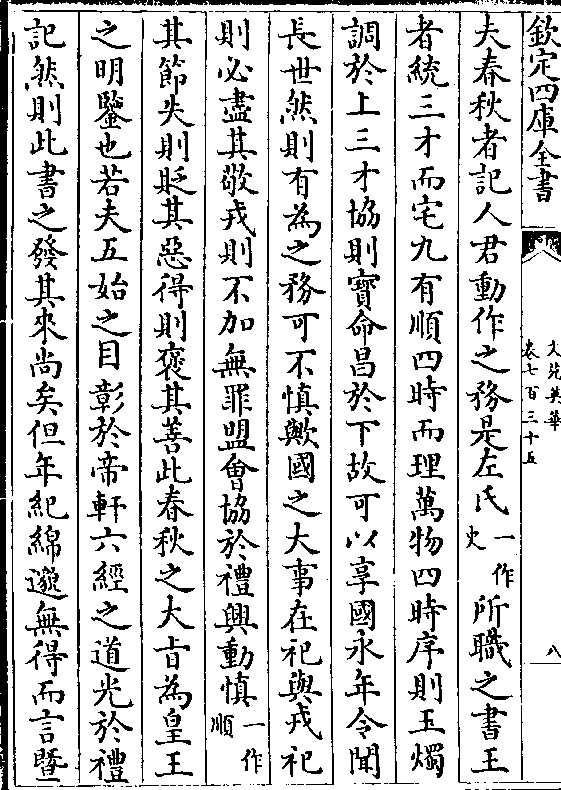 欽定四庫全書
文苑英華
卷七百三十五
八
夫春秋者記人君動作之務是左氏一作史所職之書王
者統三才而宅九有順四時而理萬物四時序則玉燭
調於上三才協則寶命昌於下故可以享國永年令聞
長世然則有為之務可不慎歟國之大事在祀與戎祀
則必盡其敬戎則不加無罪盟會協於禮興動慎一作順
其節失則貶其惡得則褒其善此春秋之大旨為皇王
之明鑒也若夫五始之目彰於帝軒六經之道光於禮
記然則此書之發其來尚矣但年紀綿邈無得而言暨